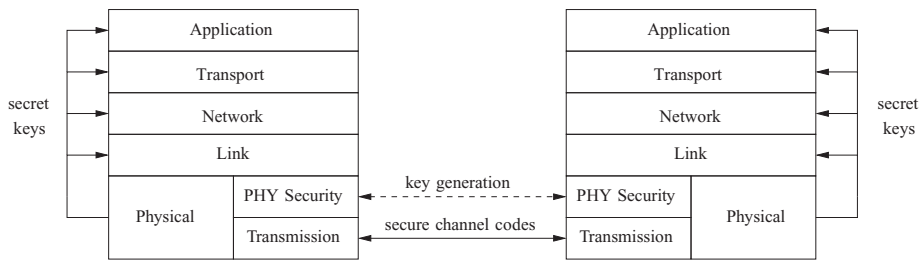 Application
Transport
Network
Link
Physical
PHY Security
Transmission
secret
keys
key generation
secure channel codes
Application
Transport
Network
Link
PHY Security
Transmission
Physical
secret
keys